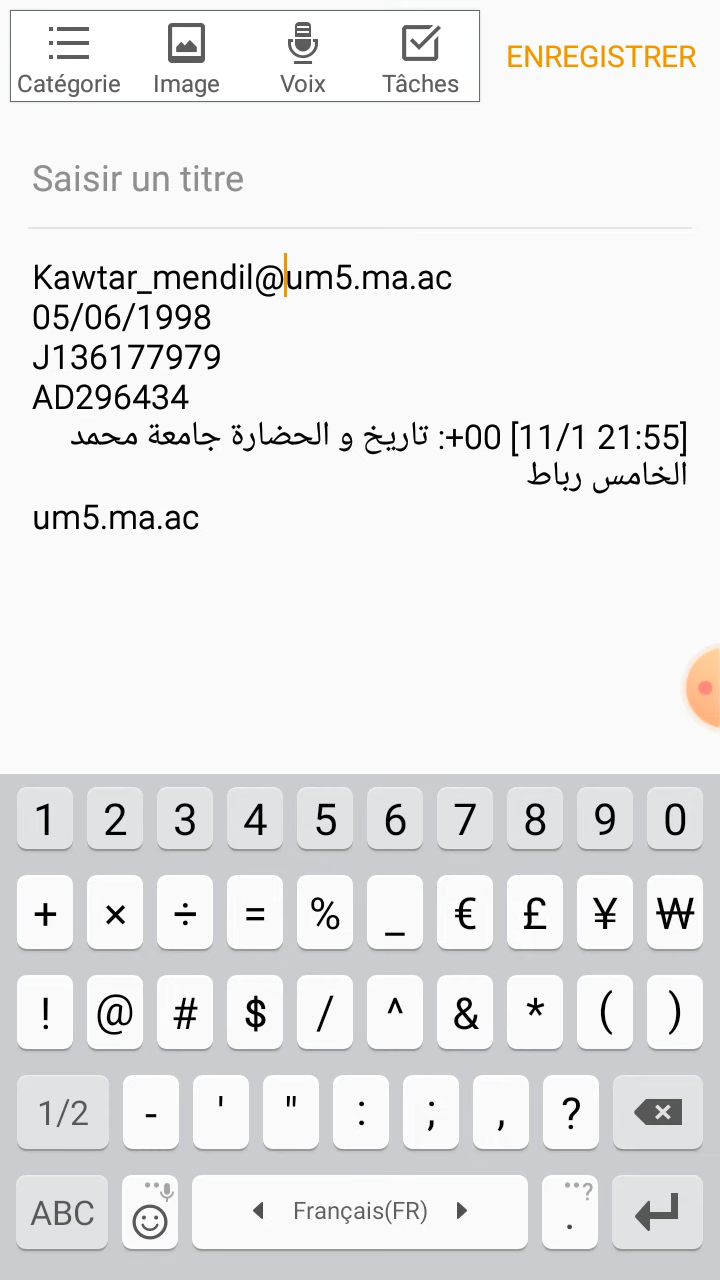 Catégorie Image Voix Tâches ENREGISTRER
Saisir un titre
Kawtar_mendil@um5.ma.ac
05/06/1998
J136177979
AD296434
[11/1 21:55] 00+: تاريخ و الحضارة جامعة محمد
الخامس رباط
um5.ma.ac
1 2 3 4 5 6 7 8 9 0
+ × ÷ = % _ € £ ¥ ₩
! @ # $ / ^ & * ( )
1/2 - ' " : ; , ?
ABC Français(FR) . ?